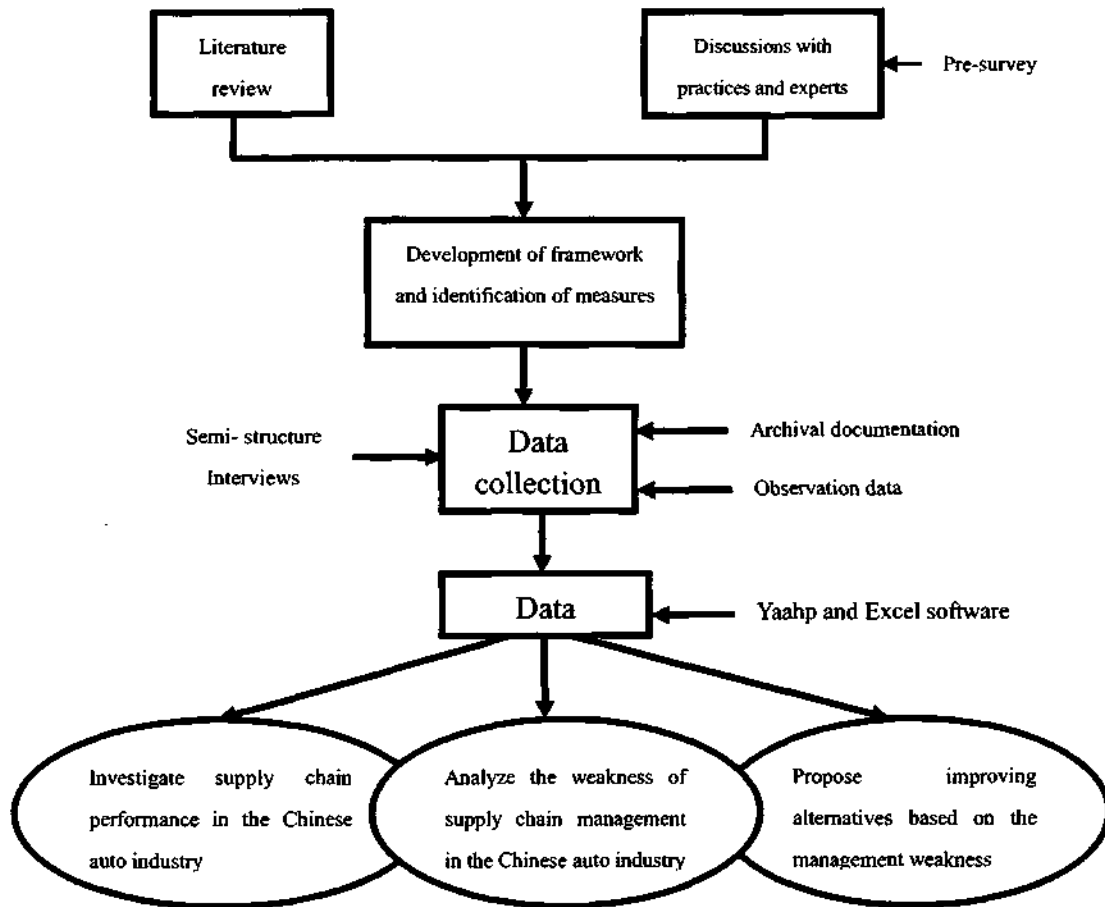 Literature
review
Discussions with
practices and experts
Pre-survey
Development of framework
and identification of measures
Semi- structure
Interviews
Data
collection
Archival documentation
Observation data
Data
Yaahp and Excel software
Investigate supply chain
performance in the Chinese
auto industry
Analyze the weakness of
supply chain management
in the Chinese auto industry
Propose improving
alternatives based on the
management weakness